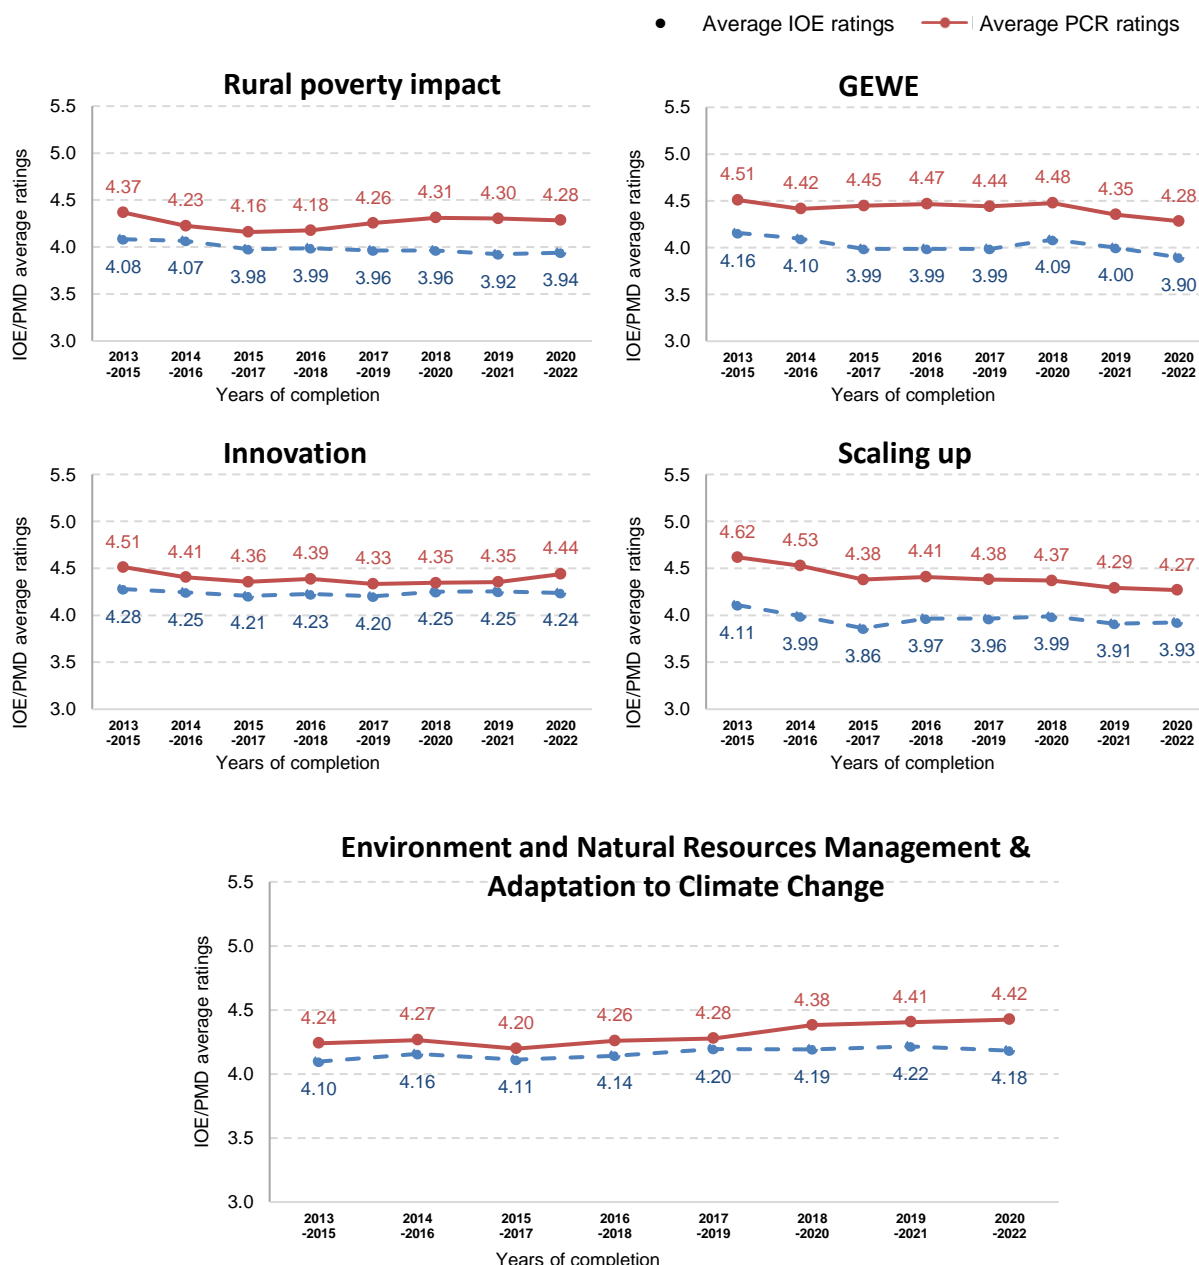 Average IOE ratings Average PCR ratings
Rural poverty impact
IOE/PMD average ratings
5.5
5.0
4.5
4.0
3.5
3.0
4.37 4.23 4.16 4.18 4.26 4.31 4.30 4.28
4.08 4.07 3.98 3.99 3.96 3.96 3.92 3.94
2013 2014 2015 2016 2017 2018 2019 2020
-2015 -2016 -2017 -2018 -2019 -2020 -2021 -2022
Years of completion
GEWE
IOE/PMD average ratings
5.5
5.0
4.5
4.0
3.5
3.0
4.51 4.42 4.45 4.47 4.44 4.48 4.35 4.28
4.16 4.10 3.99 3.99 3.99 4.09 4.00 3.90
2013 2014 2015 2016 2017 2018 2019 2020
-2015 -2016 -2017 -2018 -2019 -2020 -2021 -2022
Years of completion
Innovation
IOE/PMD average ratings
5.5
5.0
4.5
4.0
3.5
3.0
4.51 4.41 4.36 4.39 4.33 4.35 4.35 4.44
4.28 4.25 4.21 4.23 4.20 4.25 4.25 4.24
2013 2014 2015 2016 2017 2018 2019 2020
-2015 -2016 -2017 -2018 -2019 -2020 -2021 -2022
Years of completion
Scaling up
IOE/PMD average ratings
5.5
5.0
4.5
4.0
3.5
3.0
4.62 4.53 4.38 4.41 4.38 4.37 4.29 4.27
4.11 3.99 3.86 3.97 3.96 3.99 3.91 3.93
2013 2014 2015 2016 2017 2018 2019 2020
-2015 -2016 -2017 -2018 -2019 -2020 -2021 -2022
Years of completion
Environment and Natural Resources Management &
Adaptation to Climate Change
IOE/PMD average ratings
5.5
5.0
4.5
4.0
3.5
3.0
4.24 4.27 4.20 4.26 4.28 4.38 4.41 4.42
4.10 4.16 4.11 4.14 4.20 4.19 4.22 4.18
2013 2014 2015 2016 2017 2018 2019 2020
-2015 -2016 -2017 -2018 -2019 -2020 -2021 -2022
Years of completion